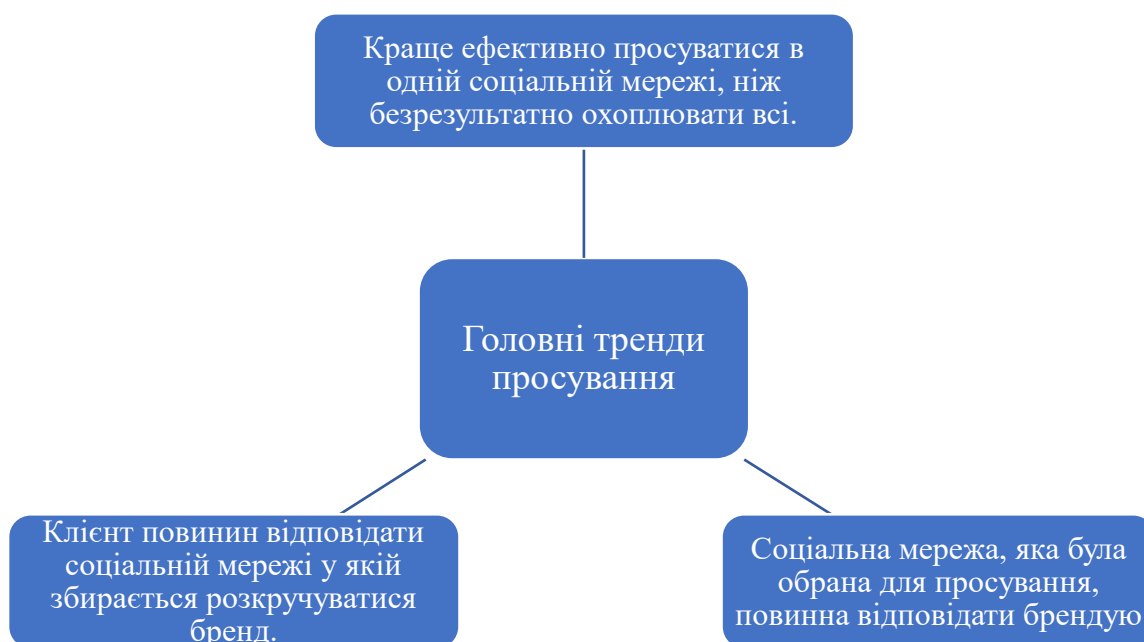 Краще ефективно просуватися в
одній соціальній мережі, ніж
безрезультатно охоплювати всі.
Головні тренди
просування
Клієнт повинин відповідати
соціальній мережі у якій
збирається розкручуватися
бренд.
Соціальна мережа, яка була
обрана для просування,
повинна відповідати брендую